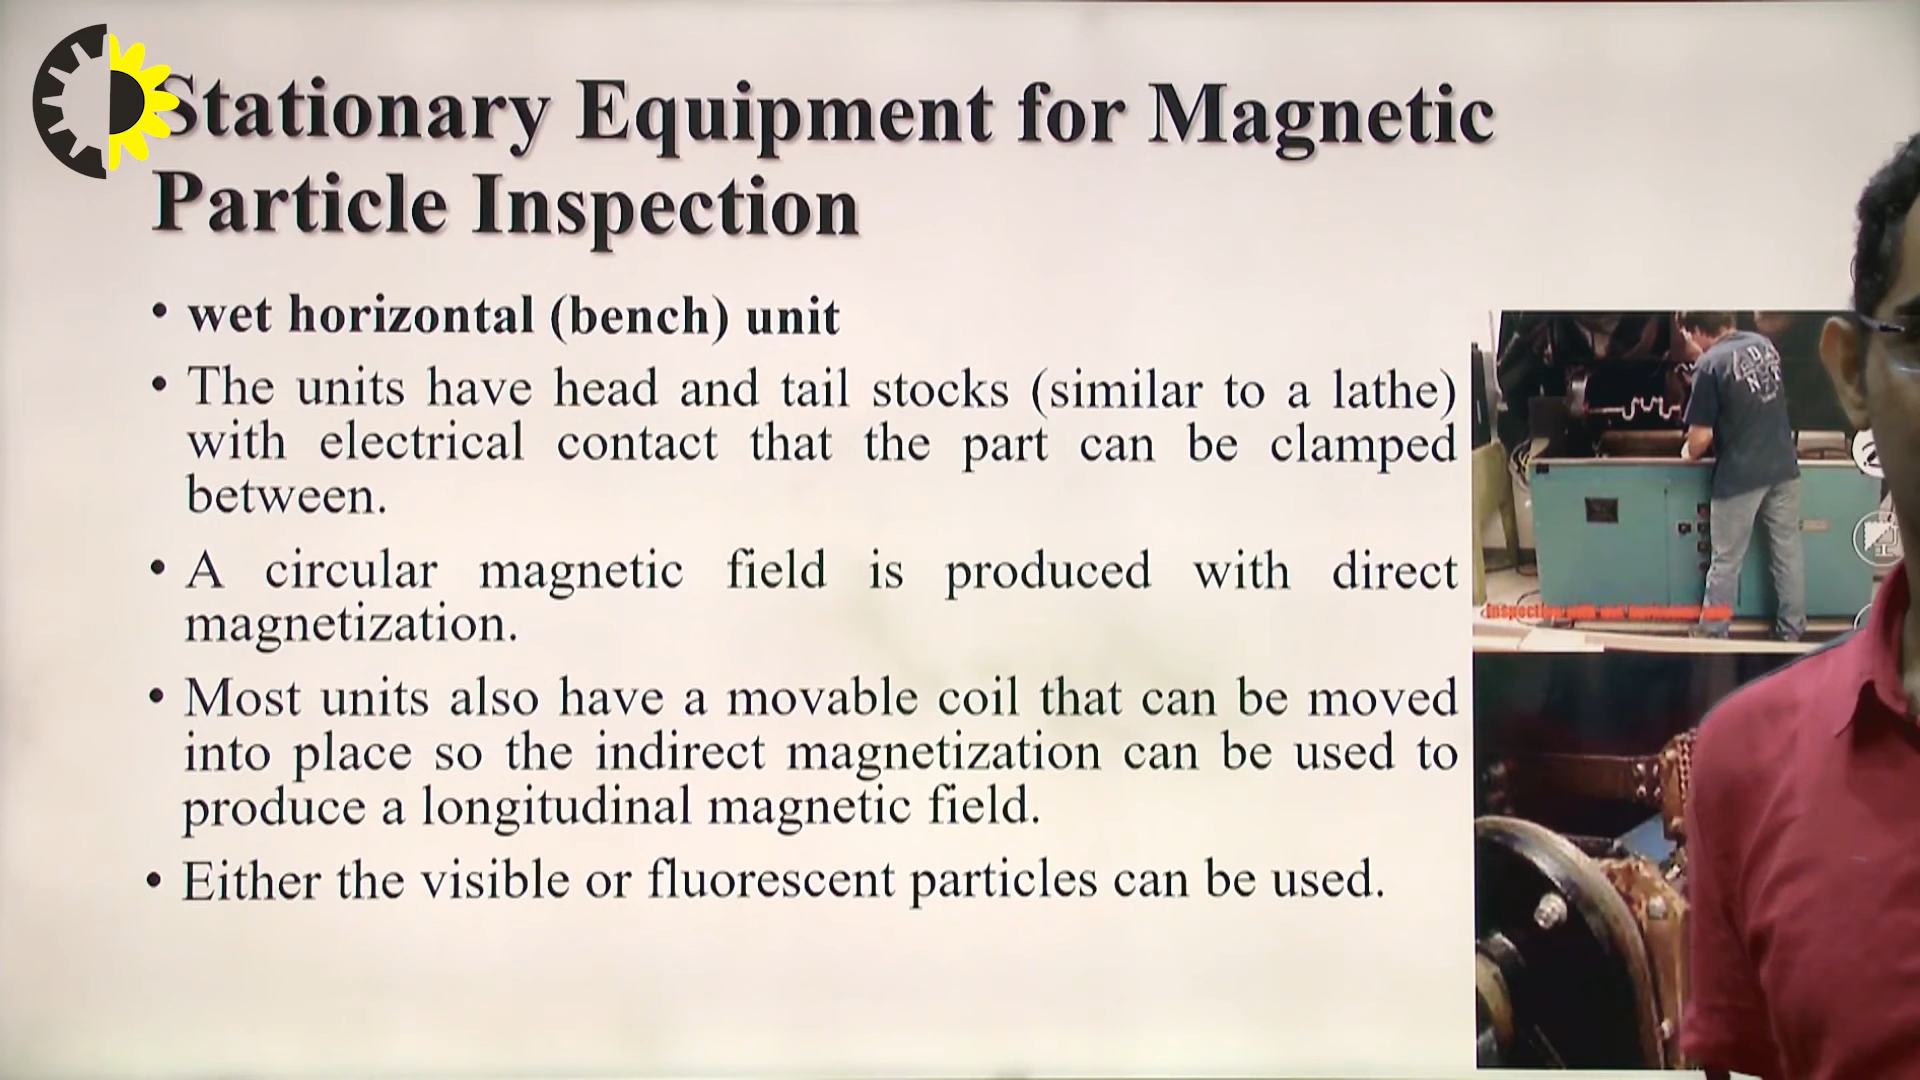 Stationary Equipment for Magnetic
Particle Inspection
• wet horizontal (bench) unit
• The units have head and tail stocks (similar to a lathe)
with electrical contact that the part can be clamped
between.
• A circular magnetic field is produced with direct
magnetization.
• Most units also have a movable coil that can be moved
into place so the indirect magnetization can be used to
produce a longitudinal magnetic field.
• Either the visible or fluorescent particles can be used.